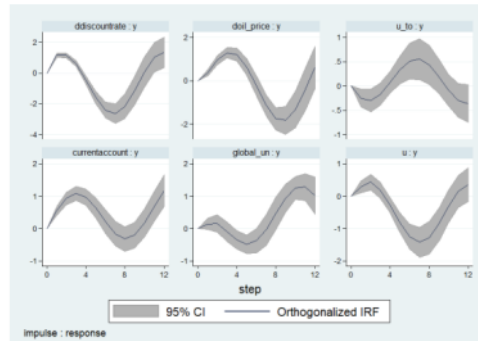 ddiscountrate : y
doil_price : y
u_to : y
2
1
0
-2
-4
2
1
0
-2
1
.5
0
-.5
-1
currentaccount : y
global_un : y
u : y
2
1
0
-1
2
1
0
-1
1
0
-1
-2
0 4 8 12
0 4 8 12
0 4 8 12
step
95% CI
Orthogonalized IRF
impulse : response